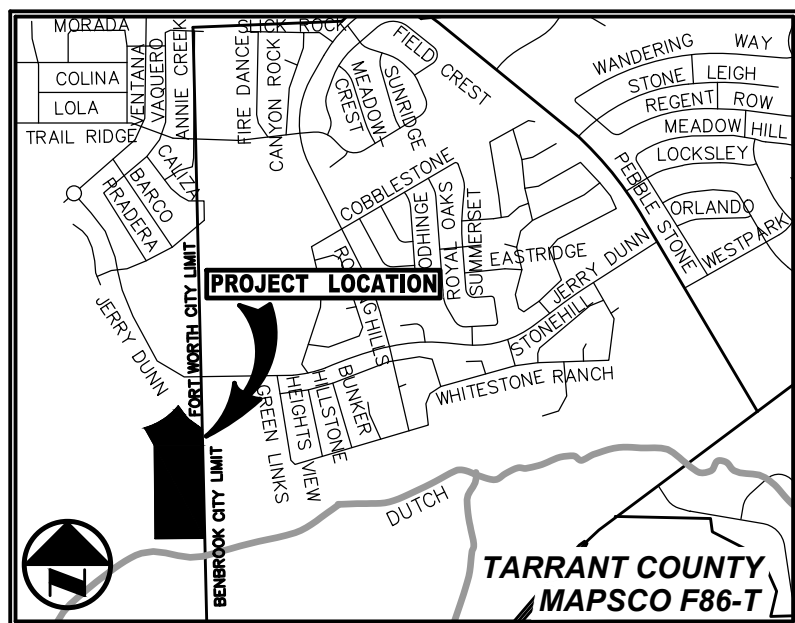 MORADA
SLICK ROCK
COLINA
LOLA
TRAIL RIDGE
VENTANA
VAQUERO
ANNIE CREEK
FIRE DANCE
CANYON ROCK
MEADOW
CREST
SUNRIDGE
FIELD CREST
WANDERING WAY
STONE LEIGH
REGENT ROW
MEADOW HILL
LOCKSLEY
PEBBLE STONE
ORLANDO
WESTPARK
CALIZA
BARCO
PRADERA
COBBLESTONE
ROYAL OAKS
SUMMERSET
EASTRIDGE
JERRY DUNN
STONEHILL
FORT WORTH CITY LIMIT
PROJECT LOCATION
JERRY DUNN
HILLS
WHITESTONE RANCH
GREEN LINKS
HEIGHTS VIEW
HILLSTONE
BUNKER
BENBROOK CITY LIMIT
DUTCH
N
TARRANT COUNTY
MAPSCO F86-T